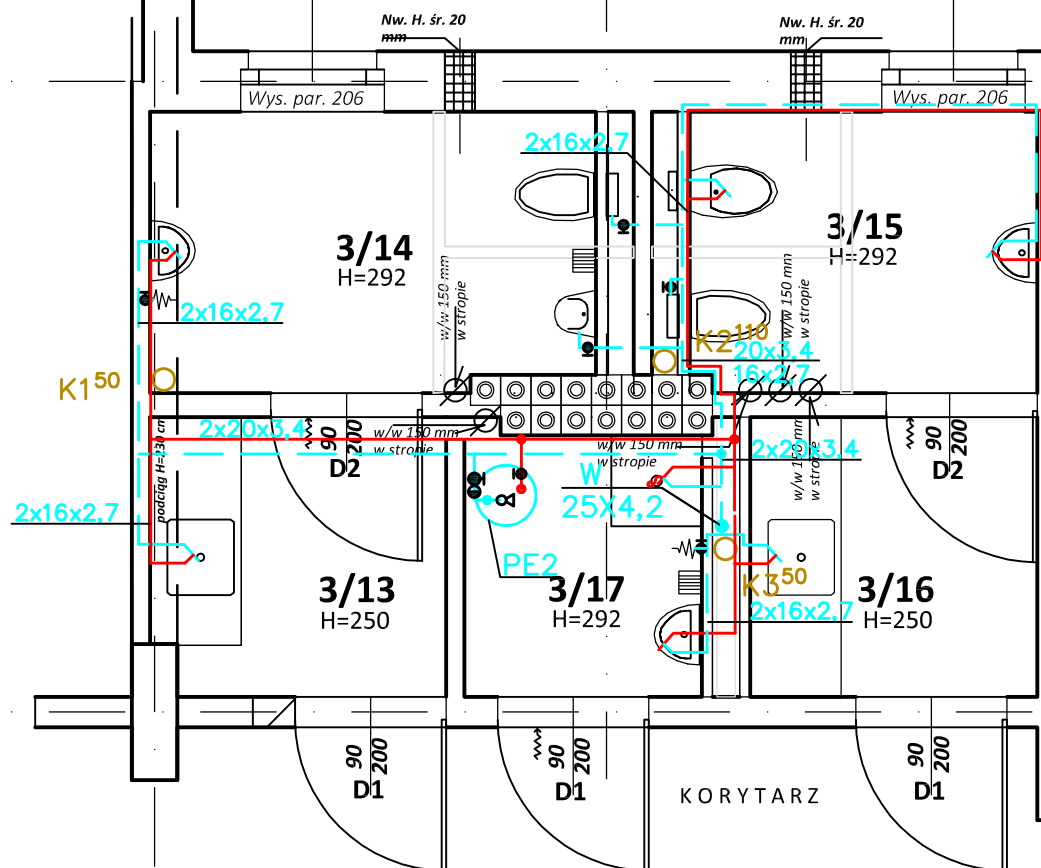 Nw. H. śr. 20
mm
Nw. H. śr. 20
mm
Wys. par. 206
Wys. par. 206
2x16x2,7
3/14
H=292
3/15
H=292
w/w 150 mm
w stropie
w/w 150 mm
w stropie
2x16x2,7
K2¹¹⁰
20x3,4
16x2,7
K1⁵⁰
2x20x3,4
w/w 150 mm
w stropie
w/w 150 mm
w stropie
2x20x3,4
w/w 150 mm
w stropie
90
200
D2
90
200
D2
podciąg H=230 cm
2x16x2,7
W
25X4,2
PE2
3/13
H=250
3/17
H=292
K3⁵⁰
3/16
H=250
2x16x2,7
90
200
D1
90
200
D1
90
200
D1
KORYTARZ